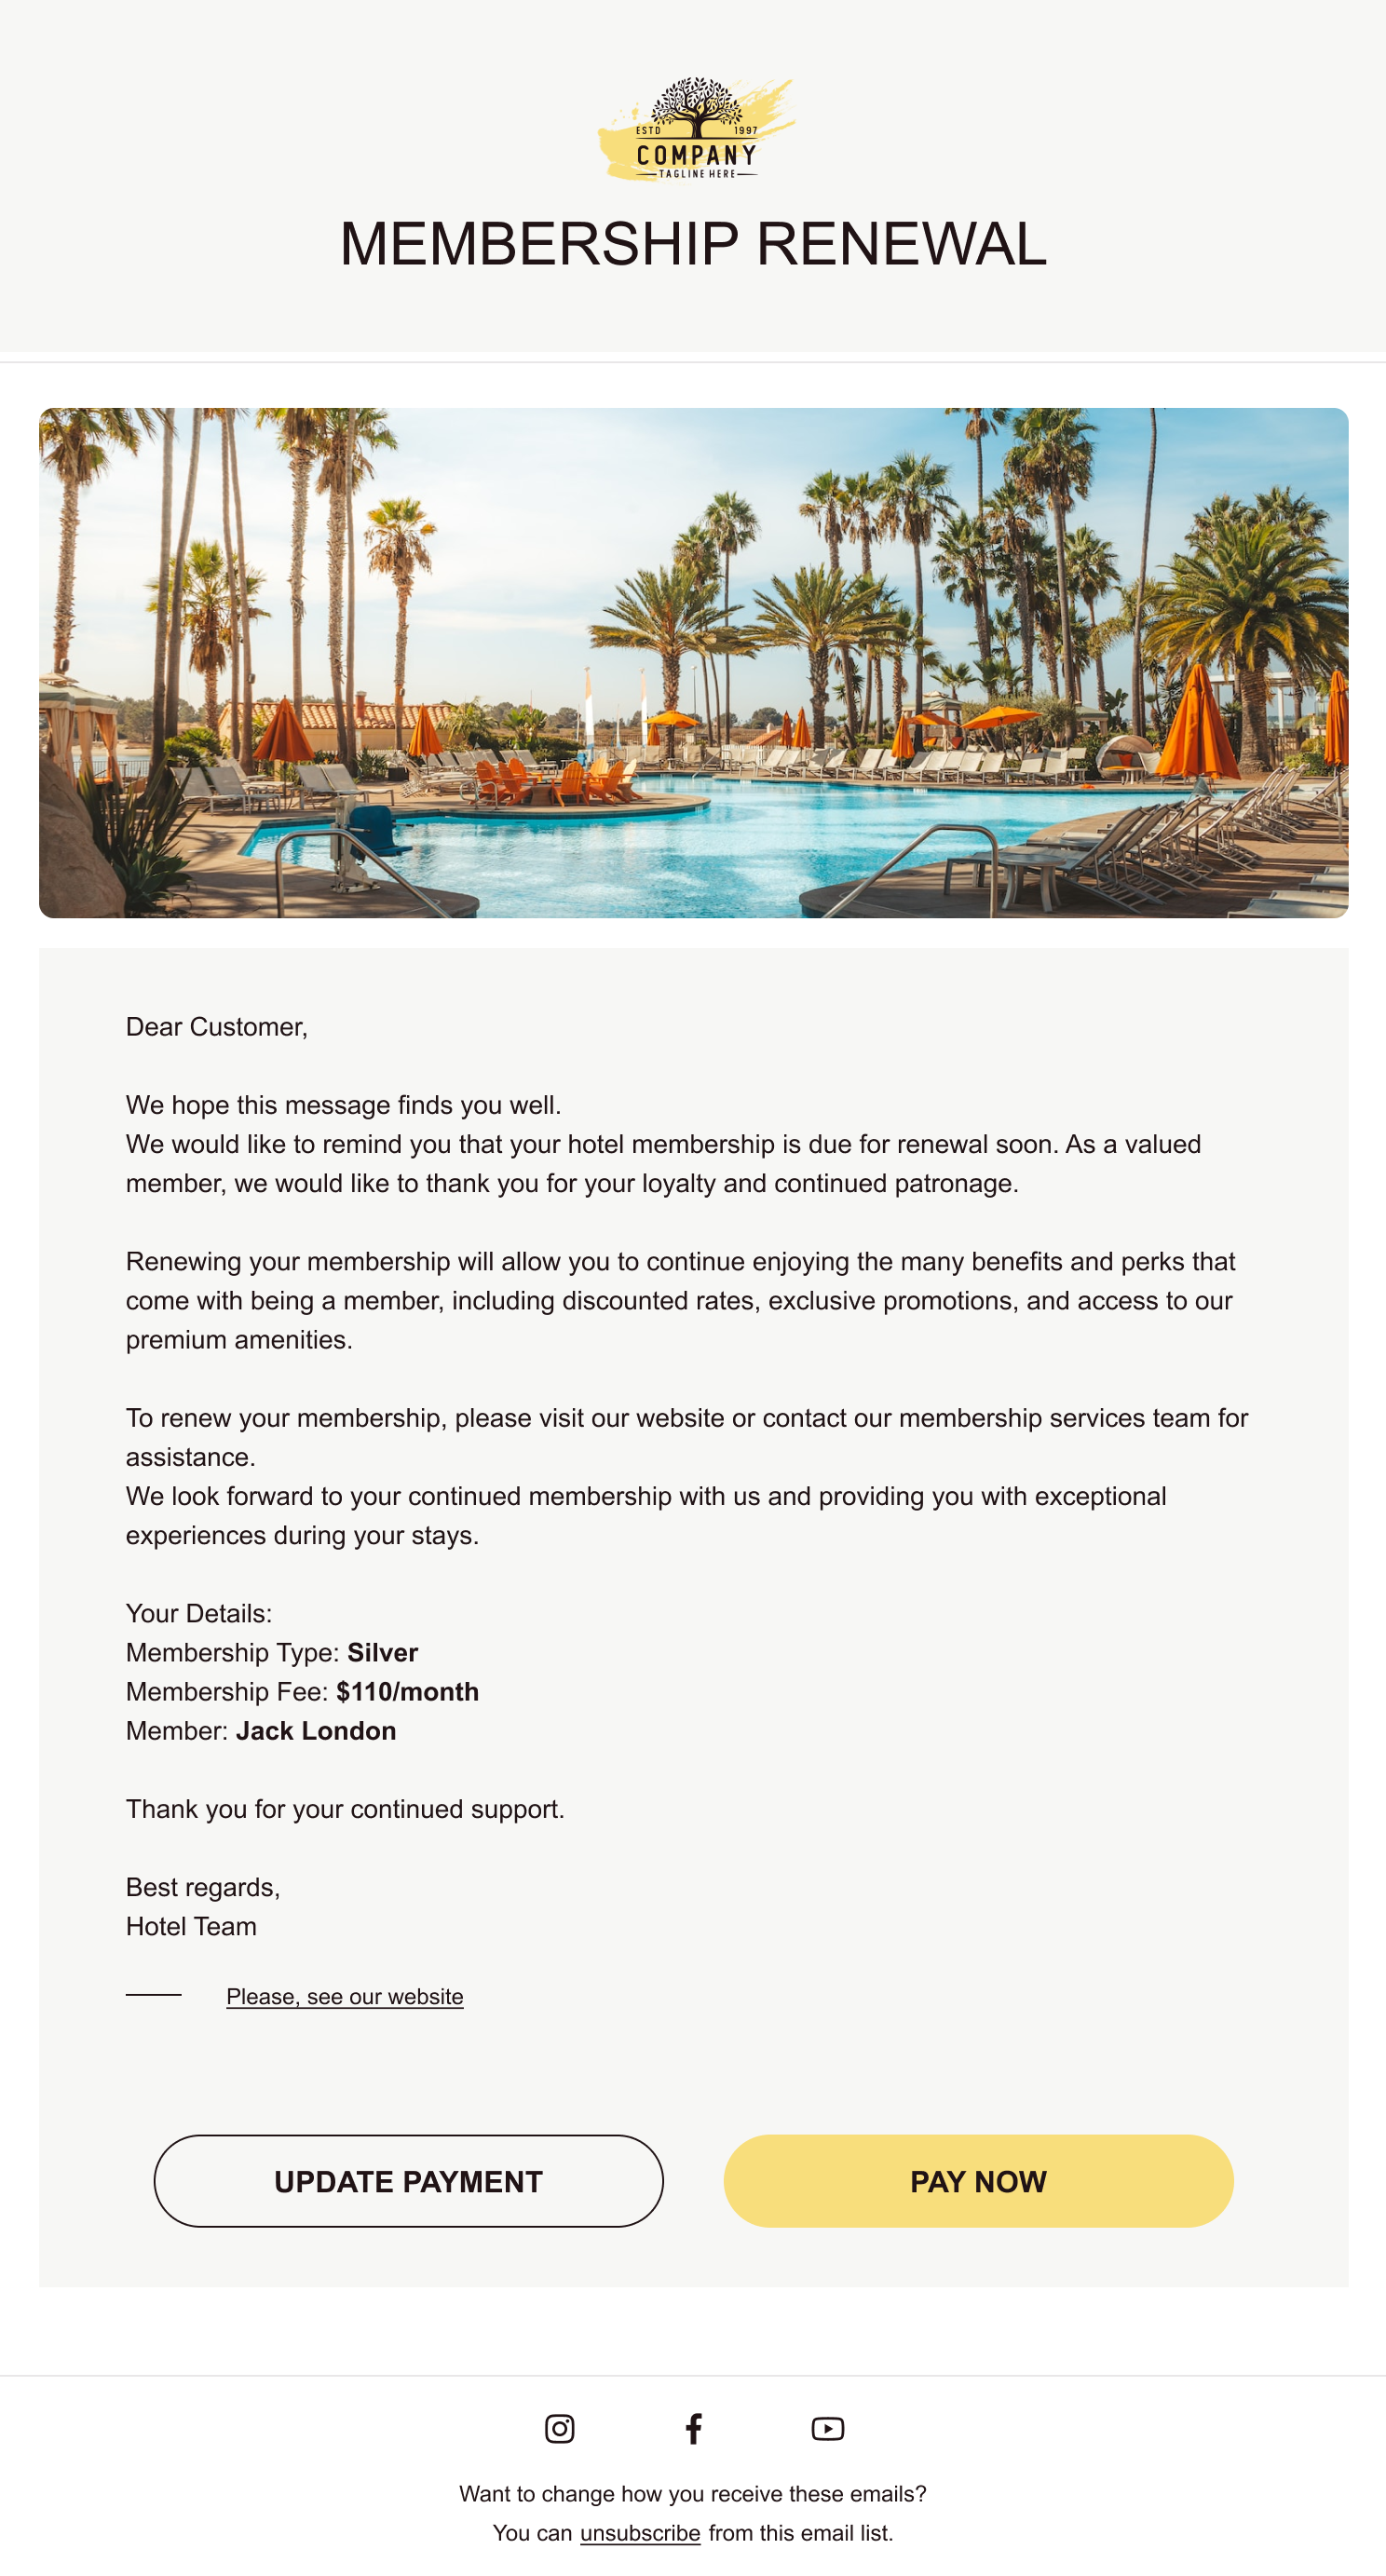 ESTD 1997
COMPANY
TAGLINE HERE
MEMBERSHIP RENEWAL
Dear Customer,
We hope this message finds you well.
We would like to remind you that your hotel membership is due for renewal soon. As a valued
member, we would like to thank you for your loyalty and continued patronage.
Renewing your membership will allow you to continue enjoying the many benefits and perks that
come with being a member, including discounted rates, exclusive promotions, and access to our
premium amenities.
To renew your membership, please visit our website or contact our membership services team for
assistance.
We look forward to your continued membership with us and providing you with exceptional
experiences during your stays.
Your Details:
Membership Type: Silver
Membership Fee: $110/month
Member: Jack London
Thank you for your continued support.
Best regards,
Hotel Team
Please, see our website
UPDATE PAYMENT
PAY NOW
Want to change how you receive these emails?
You can unsubscribe from this email list.